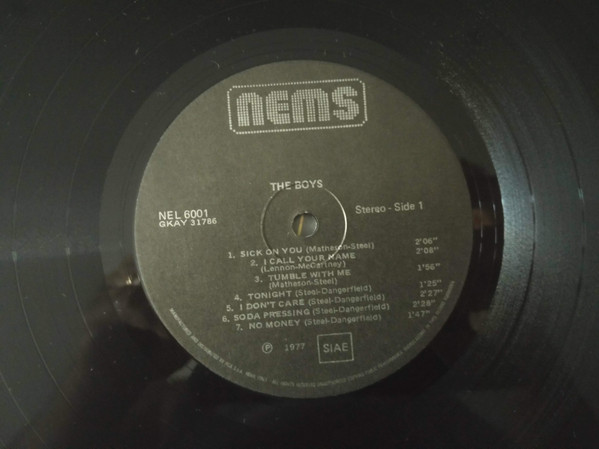 nems
THE BOYS
NEL 6001
GKAY 31786
Stereo - Side 1
1. SICK ON YOU (Matheson-Steel) 2'06"
2. I CALL YOUR NAME 2'08"
(Lennon-McCartney)
3. TUMBLE WITH ME 1'56"
(Matheson-Steel)
4. TONIGHT (Steel-Dangerfield) 1'25"
5. I DON'T CARE (Steel-Dangerfield) 2'27"
6. SODA PRESSING (Steel-Dangerfield) 2'28"
7. NO MONEY (Steel-Dangerfield) 1'47"
P 1977
SIAE